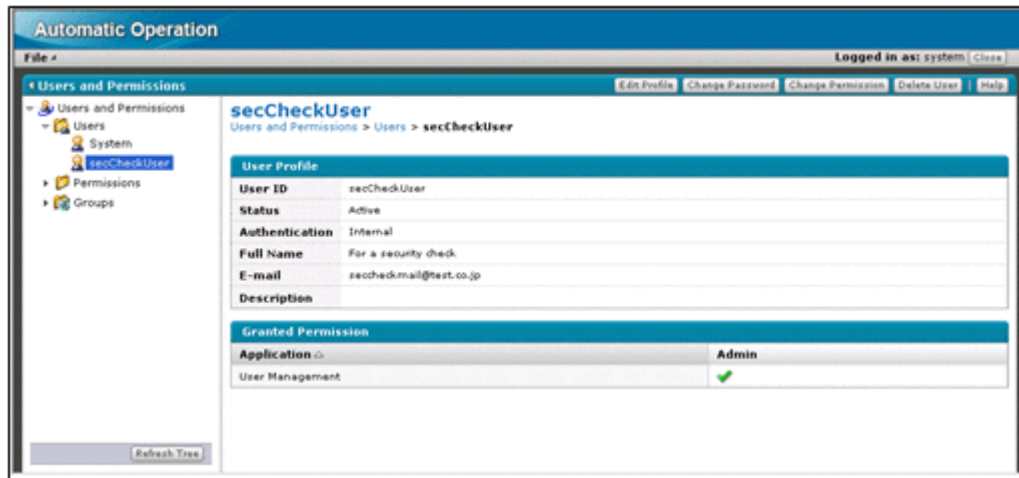 Automatic Operation
File
Logged in as: system Close
Users and Permissions
Edit Profile Change Password Change Permission Delete User | Help
Users and Permissions
Users
System
secCheckUser
Permissions
Groups
Refresh Tree
secCheckUser
Users and Permissions > Users > secCheckUser
User Profile
User ID secCheckUser
Status Active
Authentication Internal
Full Name For a security check
E-mail seccheckmail@test.co.jp
Description
Granted Permission
Application Admin
User Management